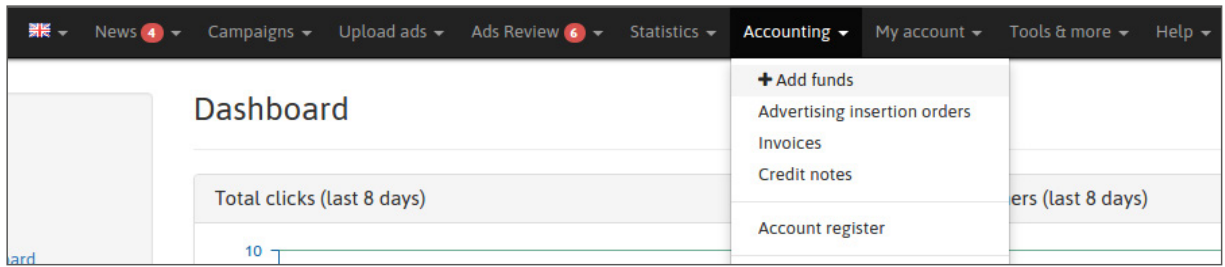 News 4 Campaigns Upload ads Ads Review 6 Statistics Accounting My account Tools & more Help
+ Add funds
Dashboard
Advertising insertion orders
Invoices
Credit notes
Total clicks (last 8 days)
ers (last 8 days)
Account register
10
ard